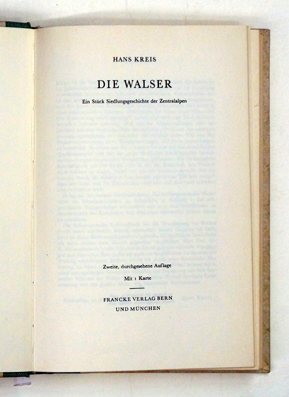 HANS KREIS
DIE WALSER
Ein Stück Siedlungsgeschichte der Zentralalpen
Zweite, durchgesehene Auflage
Mit 1 Karte
FRANCKE VERLAG BERN
UND MÜNCHEN